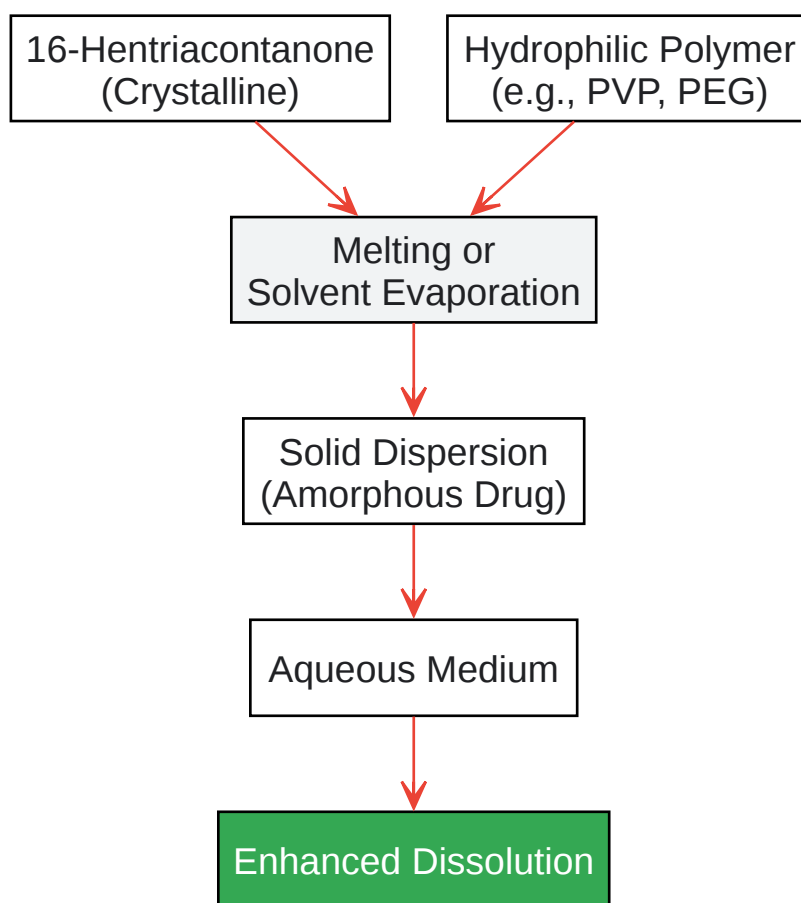 16-Hentriacontanone
(Crystalline)
Hydrophilic Polymer
(e.g., PVP, PEG)
Melting or
Solvent Evaporation
Solid Dispersion
(Amorphous Drug)
Aqueous Medium
Enhanced Dissolution